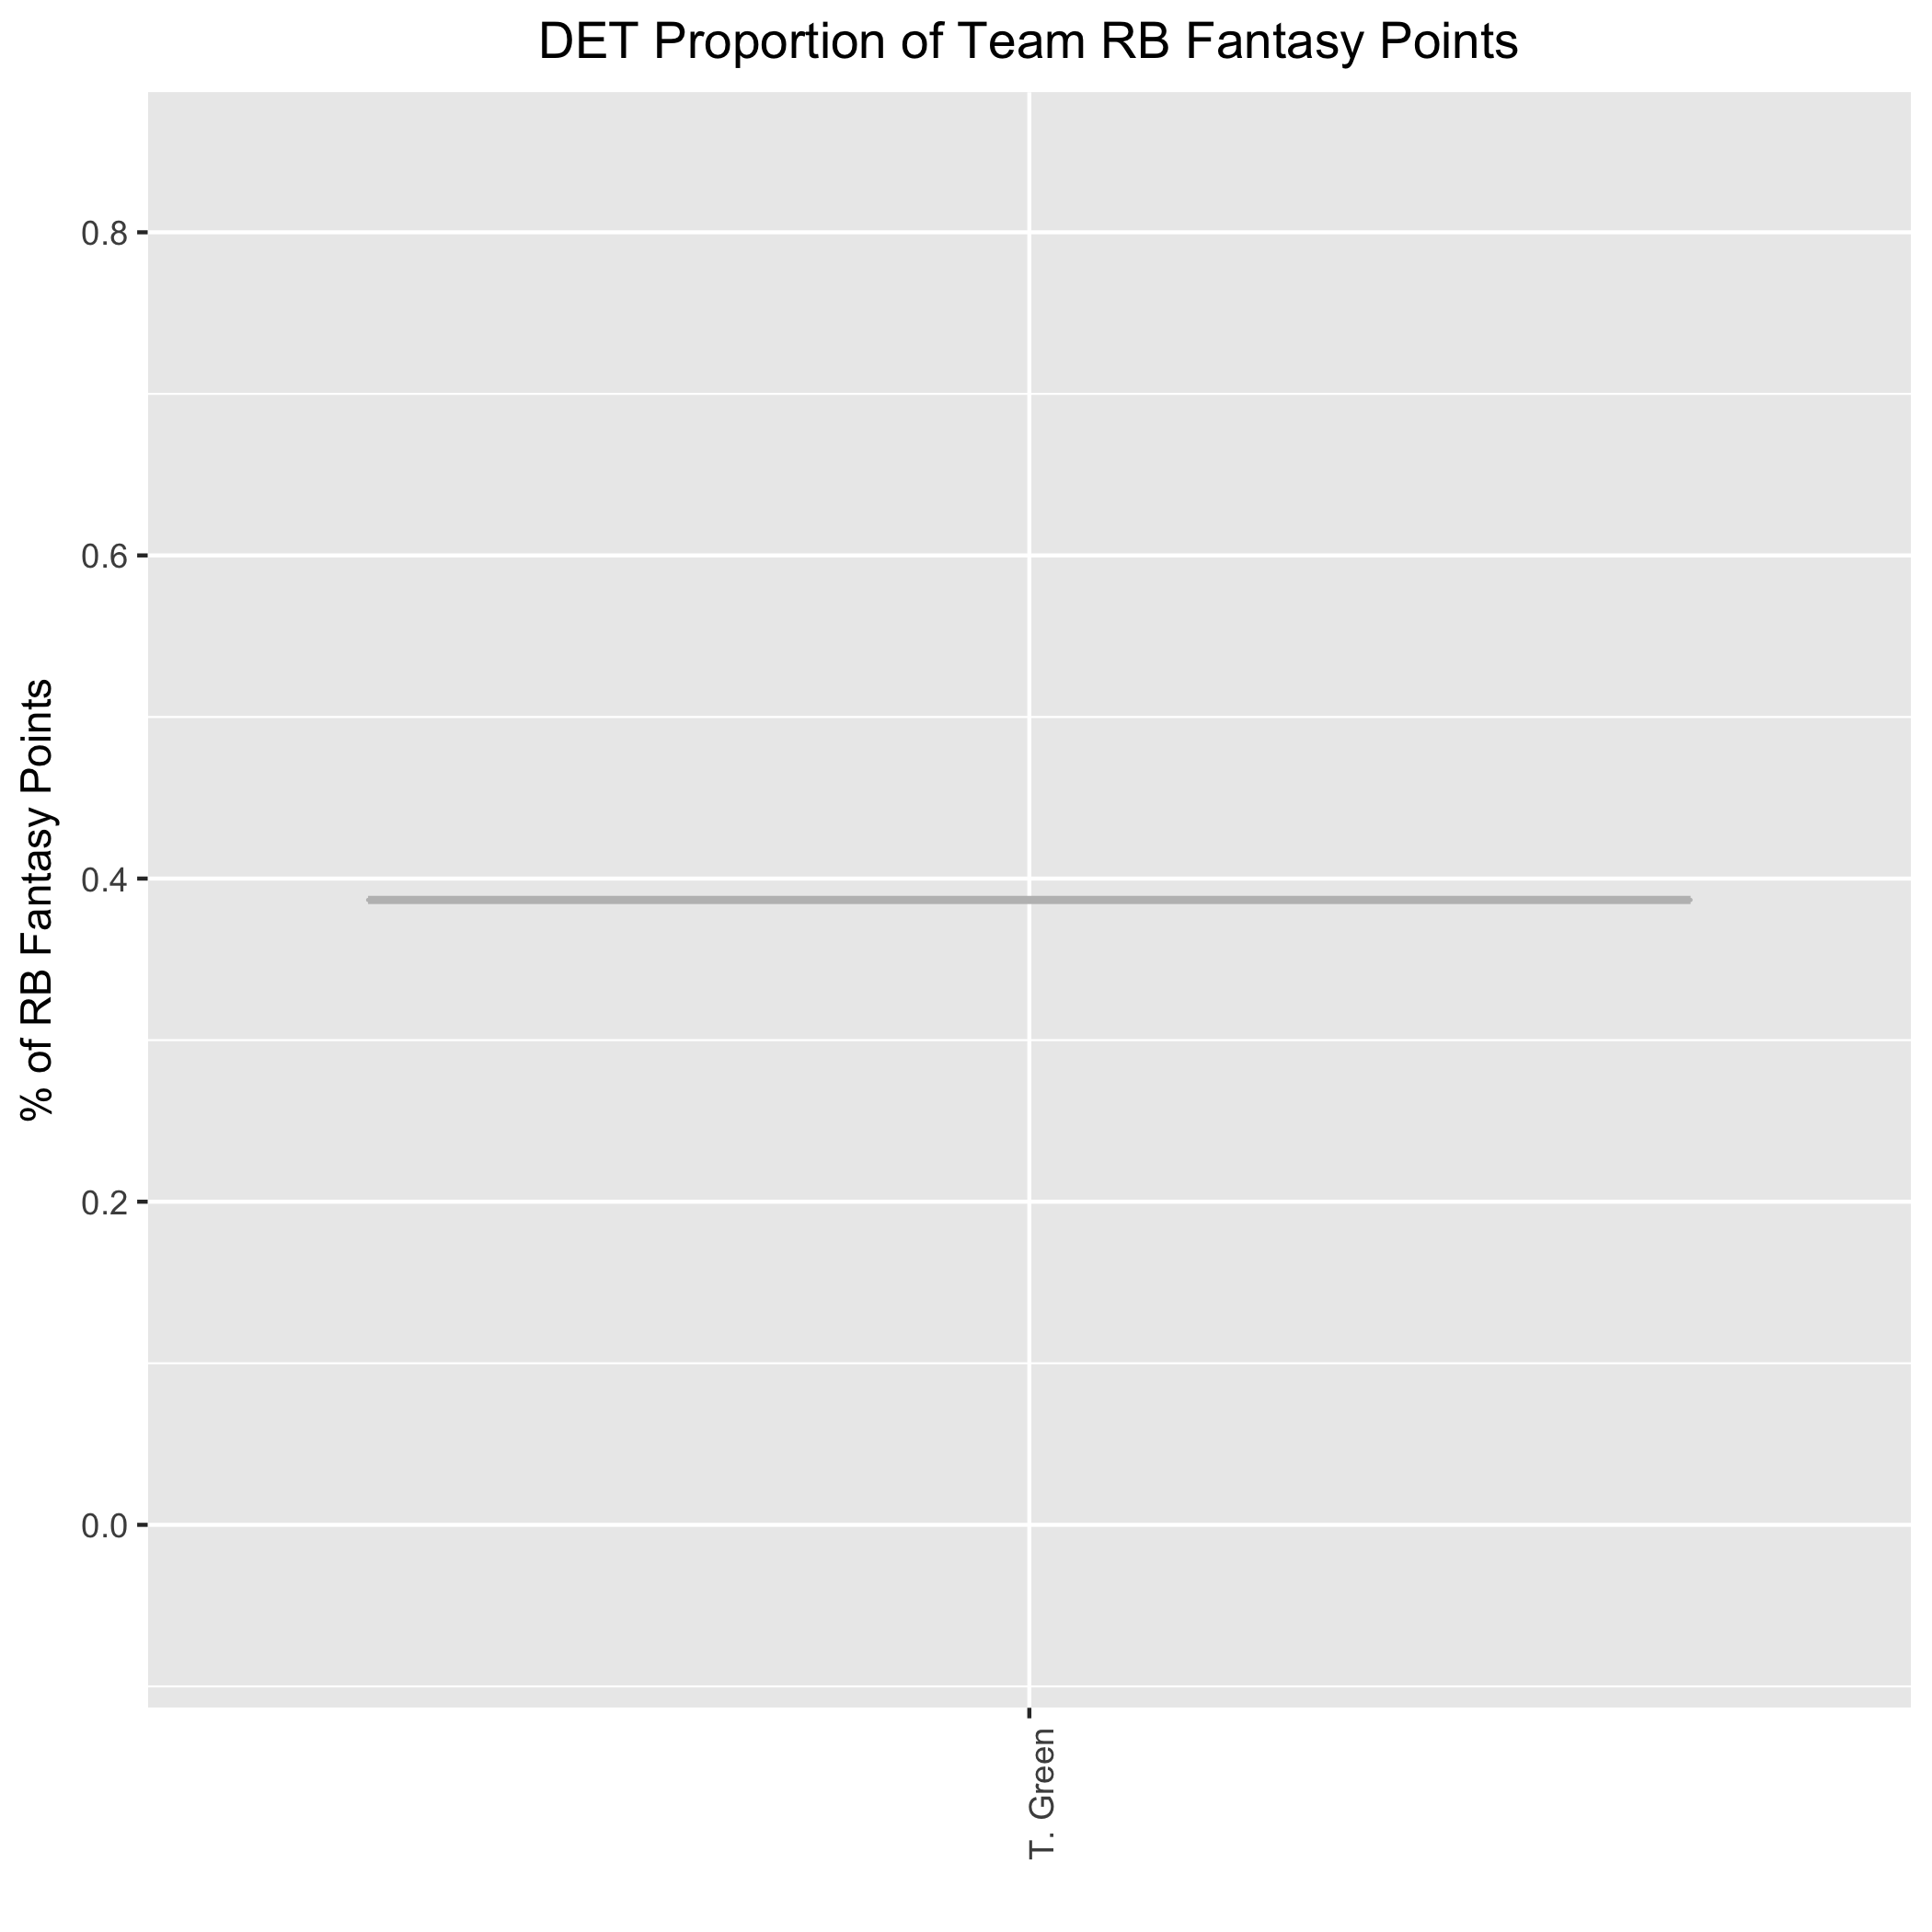 DET Proportion of Team RB Fantasy Points
% of RB Fantasy Points
0.8
0.6
0.4
0.2
0.0
T. Green